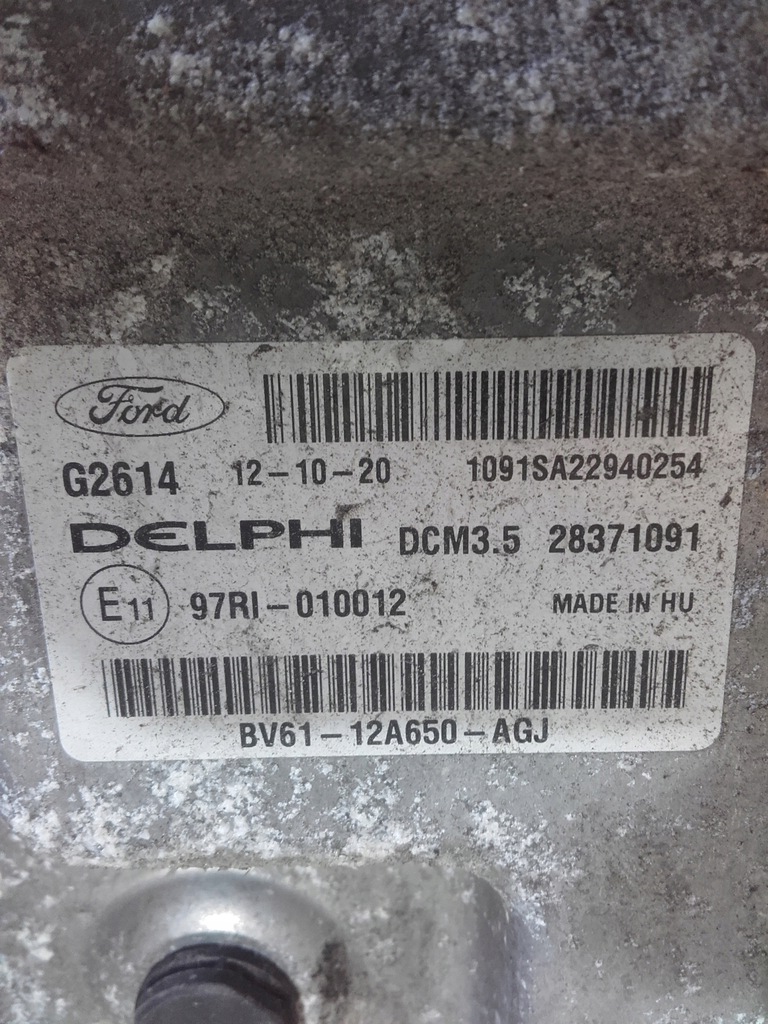 Ford
G2614 12-10-20 1091SA22940254
DELPHI DCM3.5 28371091
E11 97RI-010012 MADE IN HU
BV61-12A650-AGJ